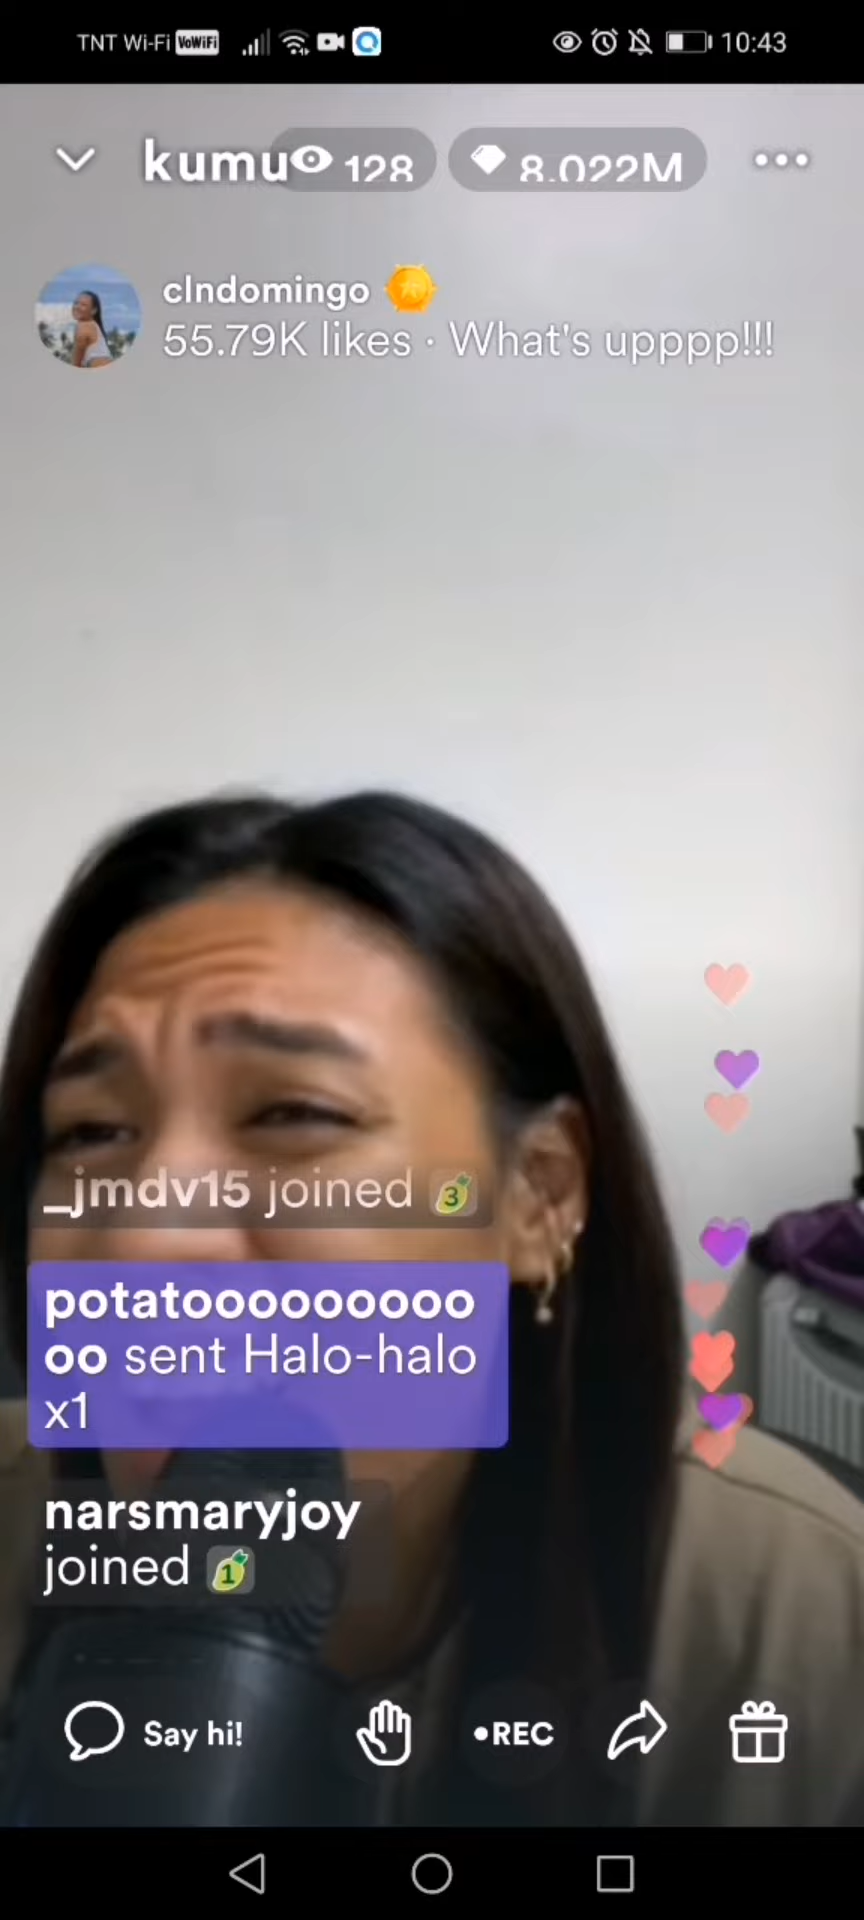 TNT Wi-Fi VoWiFi 10:43
kumu 128 8.022M
clndomingo
55.79K likes · What's upppp!!!
_jmdv15 joined 3
potatooooooooo
oo sent Halo-halo
x1
narsmaryjoy
joined 1
Say hi! •REC